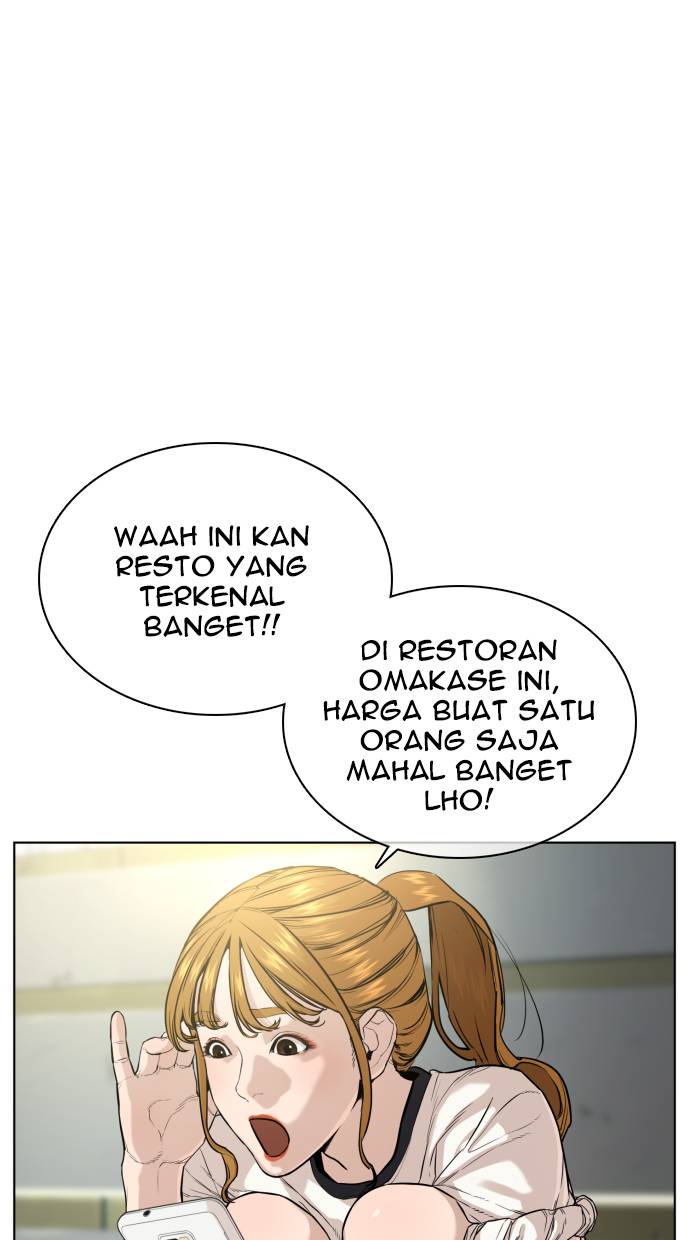 WAAH INI KAN
RESTO YANG
TERKENAL
BANGET!!
DI RESTORAN
OMAKASE INI,
HARGA BUAT SATU
ORANG SAJA
MAHAL BANGET
LHO!